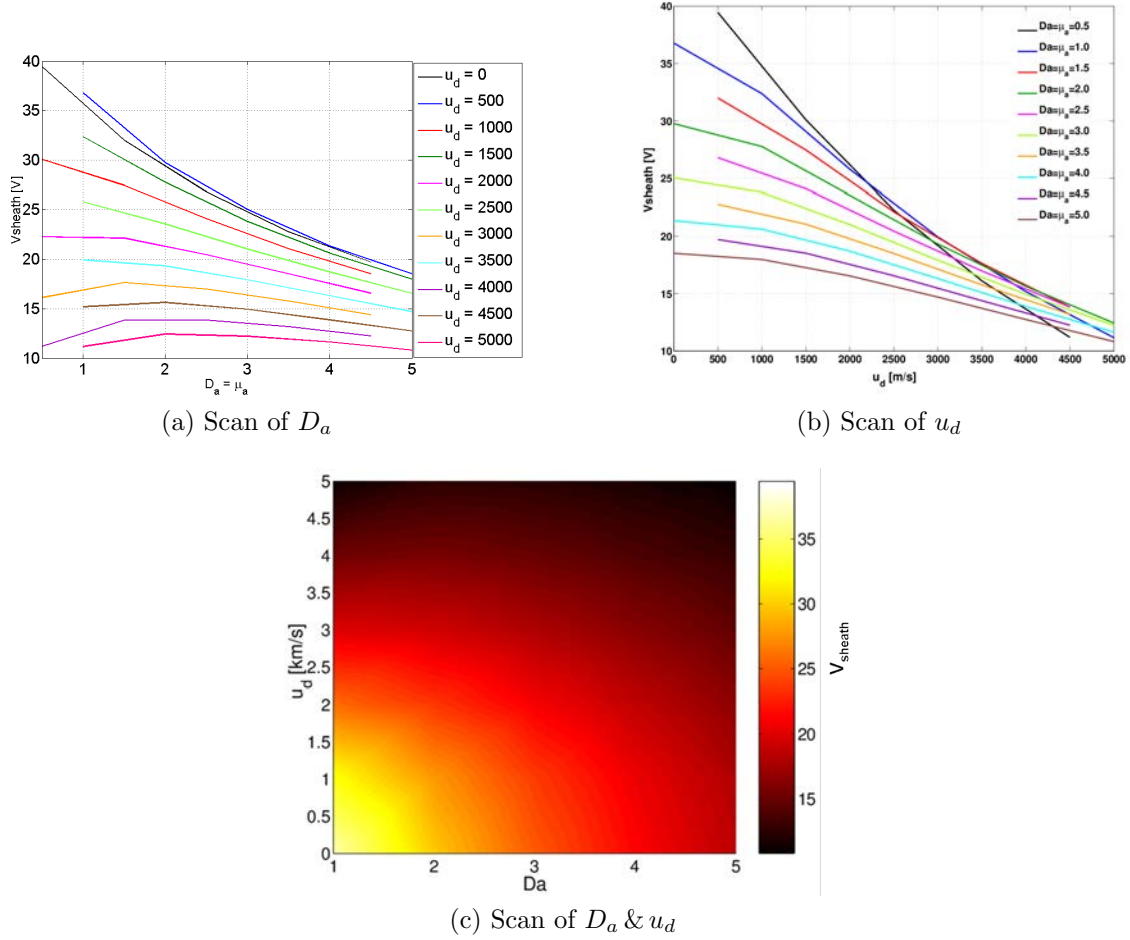 40
35
30
25
20
15
10
Vsheath [V]
1
2
3
4
5
D_a = μ_a
u_d = 0
u_d = 500
u_d = 1000
u_d = 1500
u_d = 2000
u_d = 2500
u_d = 3000
u_d = 3500
u_d = 4000
u_d = 4500
u_d = 5000
(a) Scan of D_a
40
35
30
25
20
15
10
Vsheath [V]
5000 500 1000 1500 2000 2500 3000 3500 4000 4500 5000
u_d [m/s]
Da=μ_a=0.5
Da=μ_a=1.0
Da=μ_a=1.5
Da=μ_a=2.0
Da=μ_a=2.5
Da=μ_a=3.0
Da=μ_a=3.5
Da=μ_a=4.0
Da=μ_a=4.5
Da=μ_a=5.0
(b) Scan of u_d
5
4.5
4
3.5
3
2.5
2
1.5
1
0.5
0
u_d [km/s]
1 2 3 4 5
Da
35
30
25
20
15
V_sheath
(c) Scan of D_a & u_d